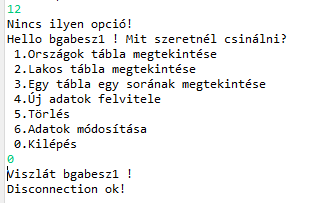 12
Nincs ilyen opció!
Hello bgabesz1 ! Mit szeretnél csinálni?
1.Országok tábla megtekintése
2.Lakos tábla megtekintése
3.Egy tábla egy sorának megtekintése
4.Új adatok felvitele
5.Törlés
6.Adatok módosítása
0.Kilépés
0
Viszlát bgabesz1 !
Disconnection ok!